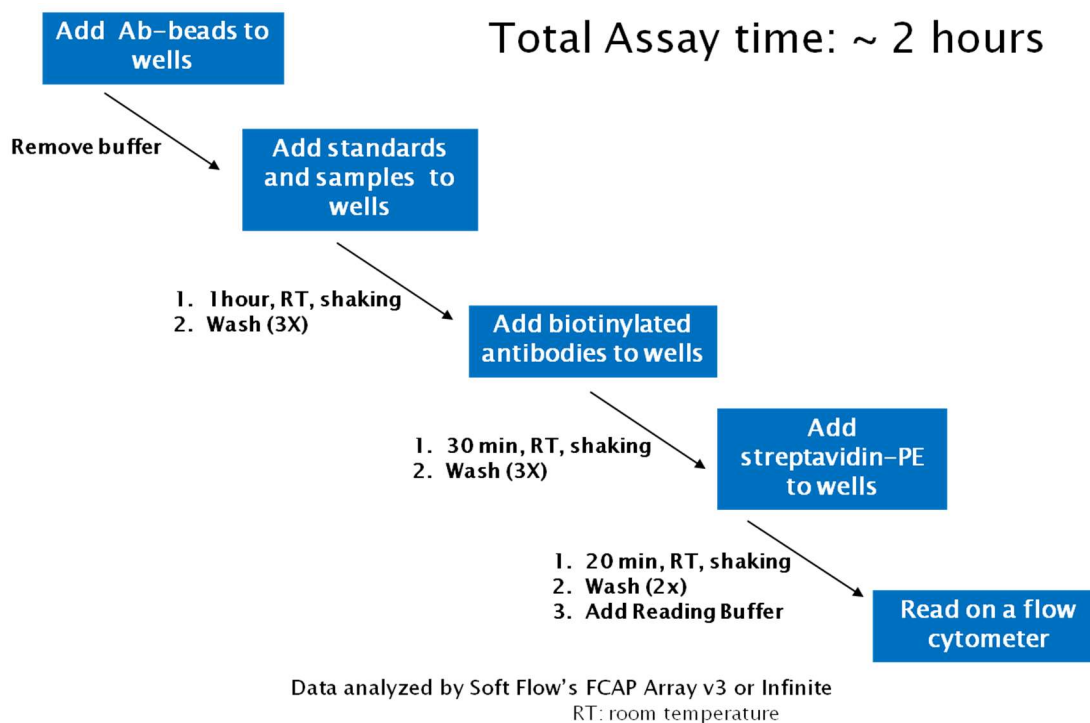 Add Ab-beads to
wells
Total Assay time: ~ 2 hours
Remove buffer
Add standards
and samples to
wells
1. 1hour, RT, shaking
2. Wash (3X)
Add biotinylated
antibodies to wells
1. 30 min, RT, shaking
2. Wash (3X)
Add
streptavidin-PE
to wells
1. 20 min, RT, shaking
2. Wash (2x)
3. Add Reading Buffer
Read on a flow
cytometer
Data analyzed by Soft Flow's FCAP Array v3 or Infinite
RT: room temperature